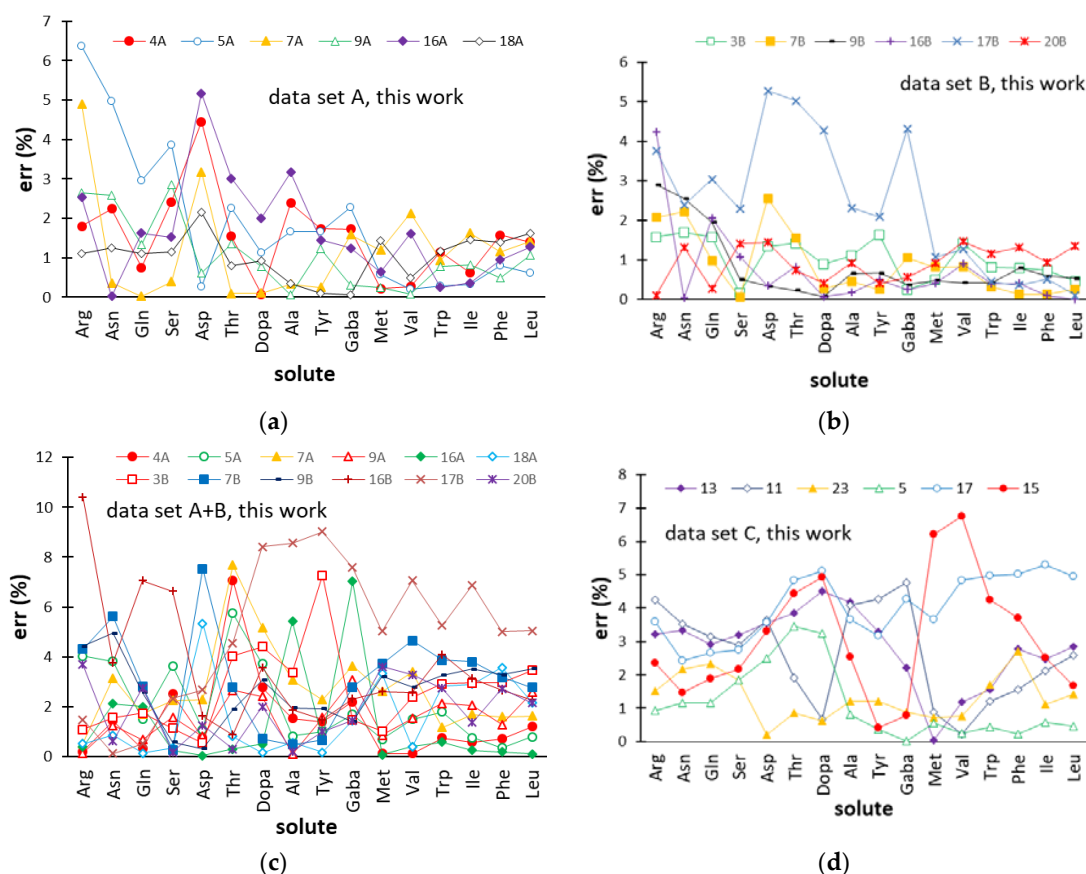 4A 5A 7A 9A 16A 18A
data set A, this work
err (%)
7
6
5
4
3
2
1
0
Arg Asn Gln Ser Asp Thr Dopa Ala Tyr Gaba Met Val Trp Ile Phe Leu
solute
(a)
3B 7B 9B 16B 17B 20B
data set B, this work
err (%)
7
6
5
4
3
2
1
0
Arg Asn Gln Ser Asp Thr Dopa Ala Tyr Gaba Met Val Trp Ile Phe Leu
solute
(b)
4A 5A 7A 9A 16A 18A
3B 7B 9B 16B 17B 20B
data set A+B, this work
err (%)
12
10
8
6
4
2
0
Arg Asn Gln Ser Asp Thr Dopa Ala Tyr Gaba Met Val Trp Ile Phe Leu
solute
(c)
13 11 23 5 17 15
data set C, this work
err (%)
8
7
6
5
4
3
2
1
0
Arg Asn Gln Ser Asp Thr Dopa Ala Tyr Gaba Met Val Trp Phe Ile Leu
solute
(d)